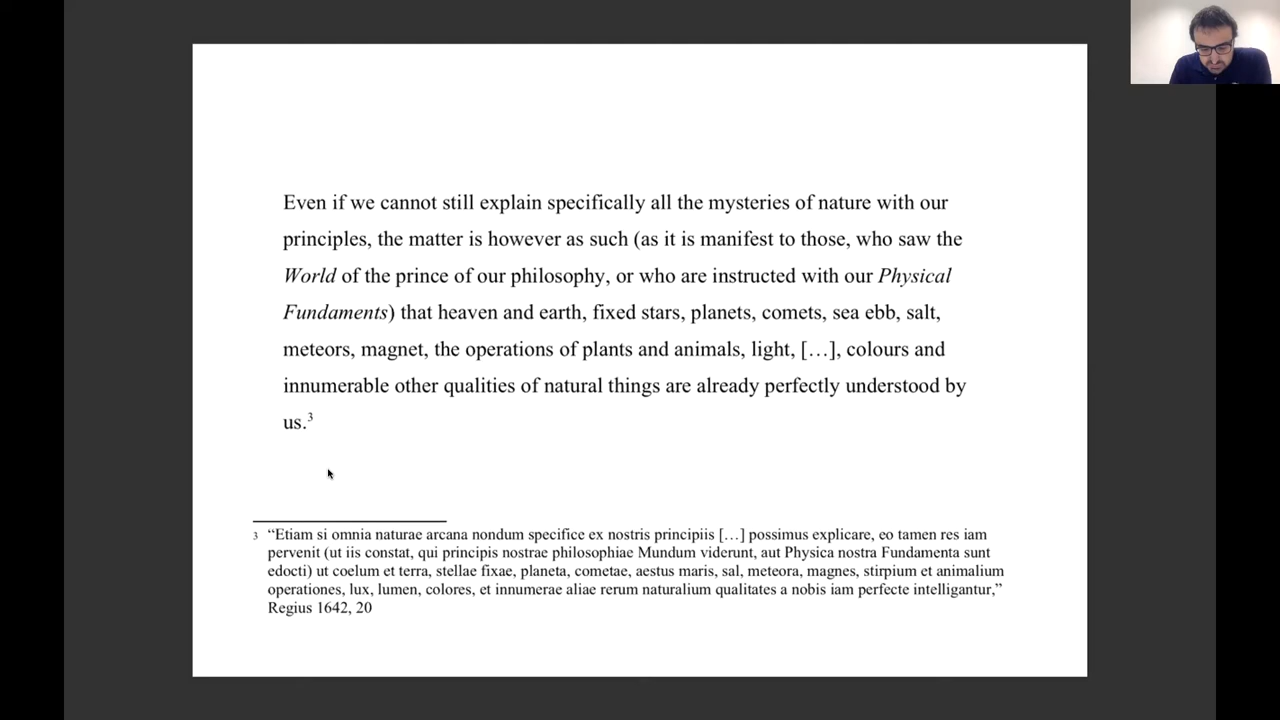 Even if we cannot still explain specifically all the mysteries of nature with our
principles, the matter is however as such (as it is manifest to those, who saw the
World of the prince of our philosophy, or who are instructed with our Physical
Fundaments) that heaven and earth, fixed stars, planets, comets, sea ebb, salt,
meteors, magnet, the operations of plants and animals, light, […], colours and
innumerable other qualities of natural things are already perfectly understood by
us.3
3 “Etiam si omnia naturae arcana nondum specifice ex nostris principiis […] possimus explicare, eo tamen res iam
pervenit (ut iis constat, qui principis nostrae philosophiae Mundum viderunt, aut Physica nostra Fundamenta sunt
edocti) ut coelum et terra, stellae fixae, planeta, cometae, aestus maris, sal, meteora, magnes, stirpium et animalium
operationes, lux, lumen, colores, et innumerae aliae rerum naturalium qualitates a nobis iam perfecte intelligantur,”
Regius 1642, 20